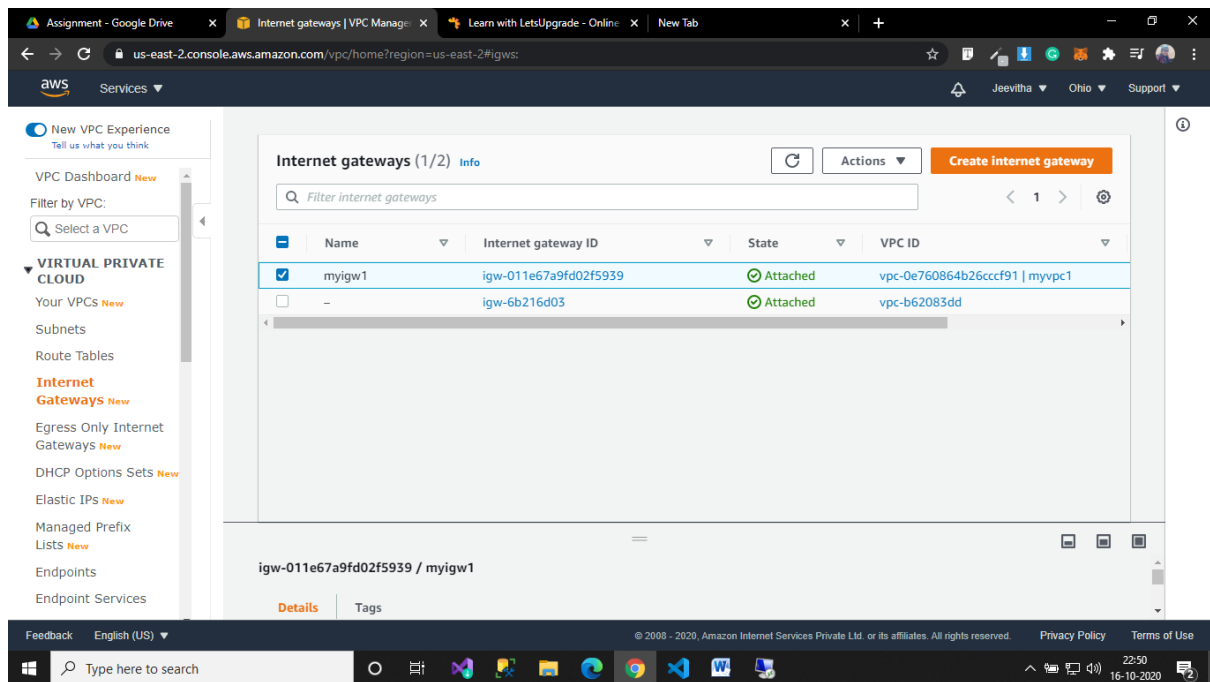 Assignment - Google Drive
Internet gateways | VPC Manage
Learn with LetsUpgrade - Online
New Tab
us-east-2.console.aws.amazon.com/vpc/home?region=us-east-2#igws:
aws
Services
Jeevitha
Ohio
Support
New VPC Experience
Tell us what you think
VPC Dashboard New
Filter by VPC:
Select a VPC
VIRTUAL PRIVATE
CLOUD
Your VPCs New
Subnets
Route Tables
Internet
Gateways New
Egress Only Internet
Gateways New
DHCP Options Sets New
Elastic IPs New
Managed Prefix
Lists New
Endpoints
Endpoint Services
Internet gateways (1/2) Info
Actions
Create internet gateway
Filter internet gateways
1
Name Internet gateway ID State VPC ID
myigw1 igw-011e67a9fd02f5939 Attached vpc-0e760864b26cccf91 | myvpc1
– igw-6b216d03 Attached vpc-b62083dd
igw-011e67a9fd02f5939 / myigw1
Details Tags
Feedback English (US) © 2008 - 2020, Amazon Internet Services Private Ltd. or its affiliates. All rights reserved. Privacy Policy Terms of Use
Type here to search
22:50
16-10-2020
2